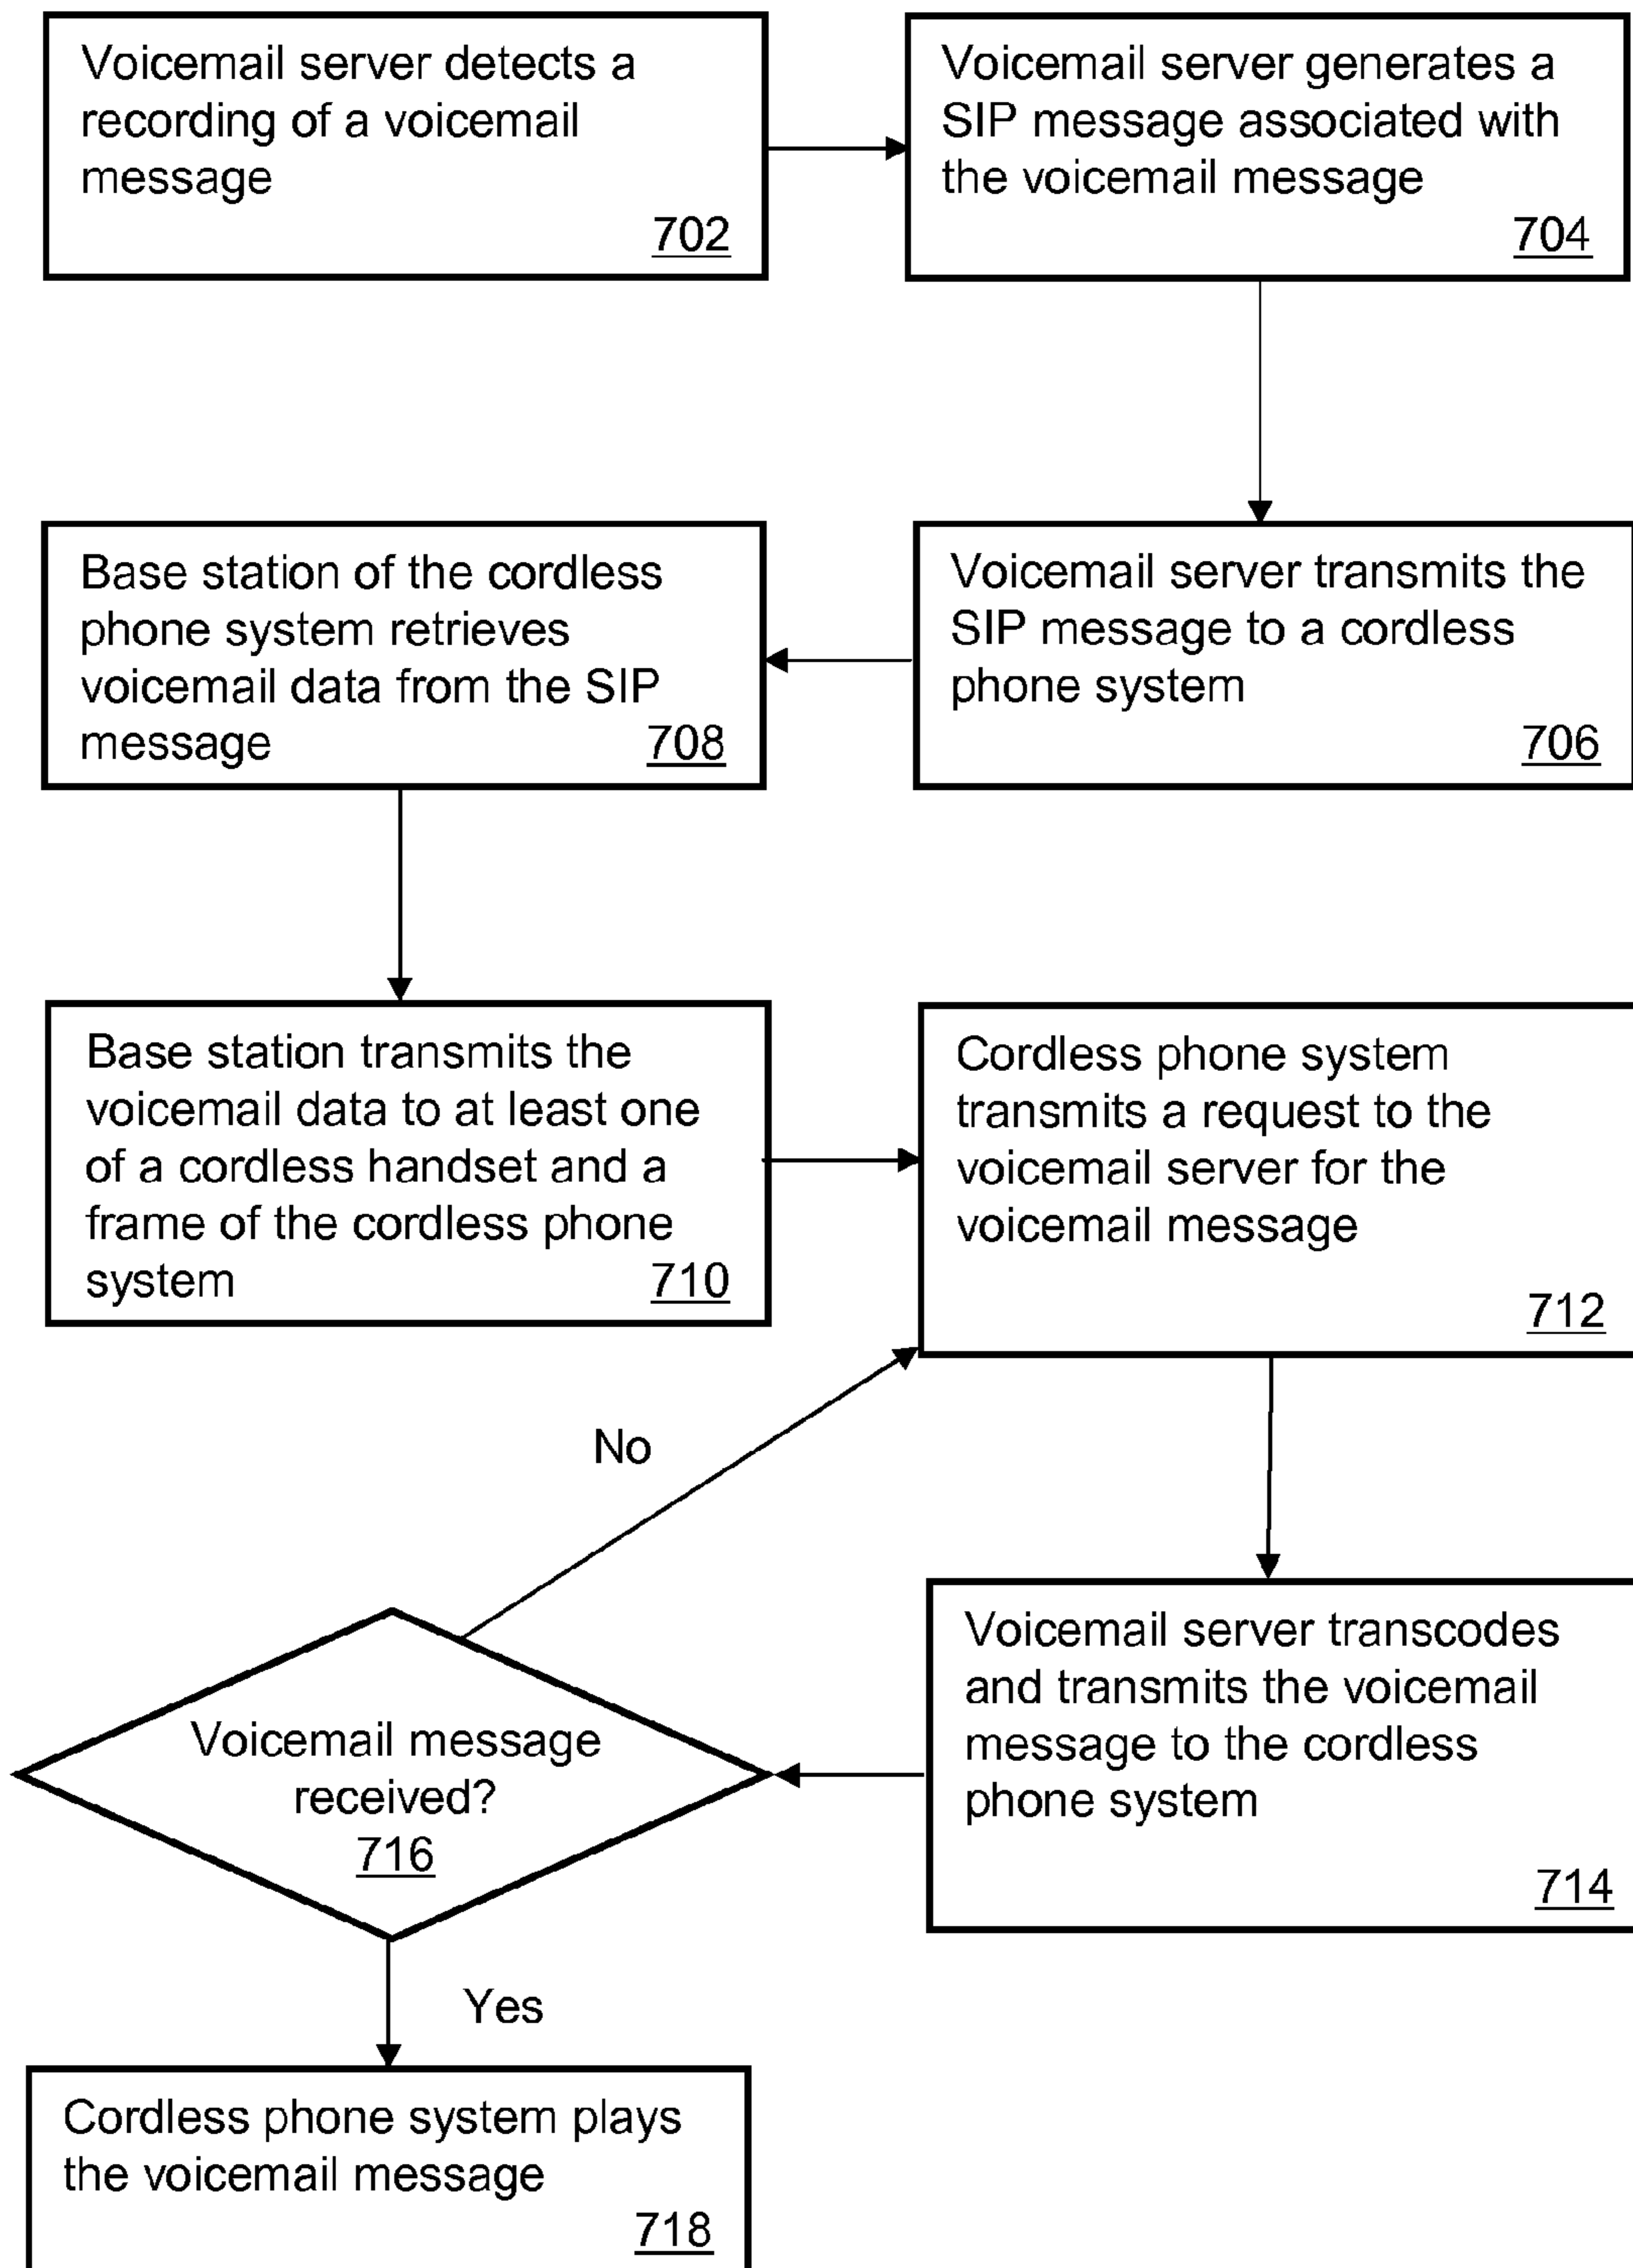 Voicemail server detects a
recording of a voicemail
message
702
Voicemail server generates a
SIP message associated with
the voicemail message
704
Voicemail server transmits the
SIP message to a cordless
phone system
706
Base station of the cordless
phone system retrieves
voicemail data from the SIP
message 708
Base station transmits the
voicemail data to at least one
of a cordless handset and a
frame of the cordless phone
system 710
Cordless phone system
transmits a request to the
voicemail server for the
voicemail message
712
No
Voicemail server transcodes
and transmits the voicemail
message to the cordless
phone system
714
Voicemail message
received?
716
Yes
Cordless phone system plays
the voicemail message
718